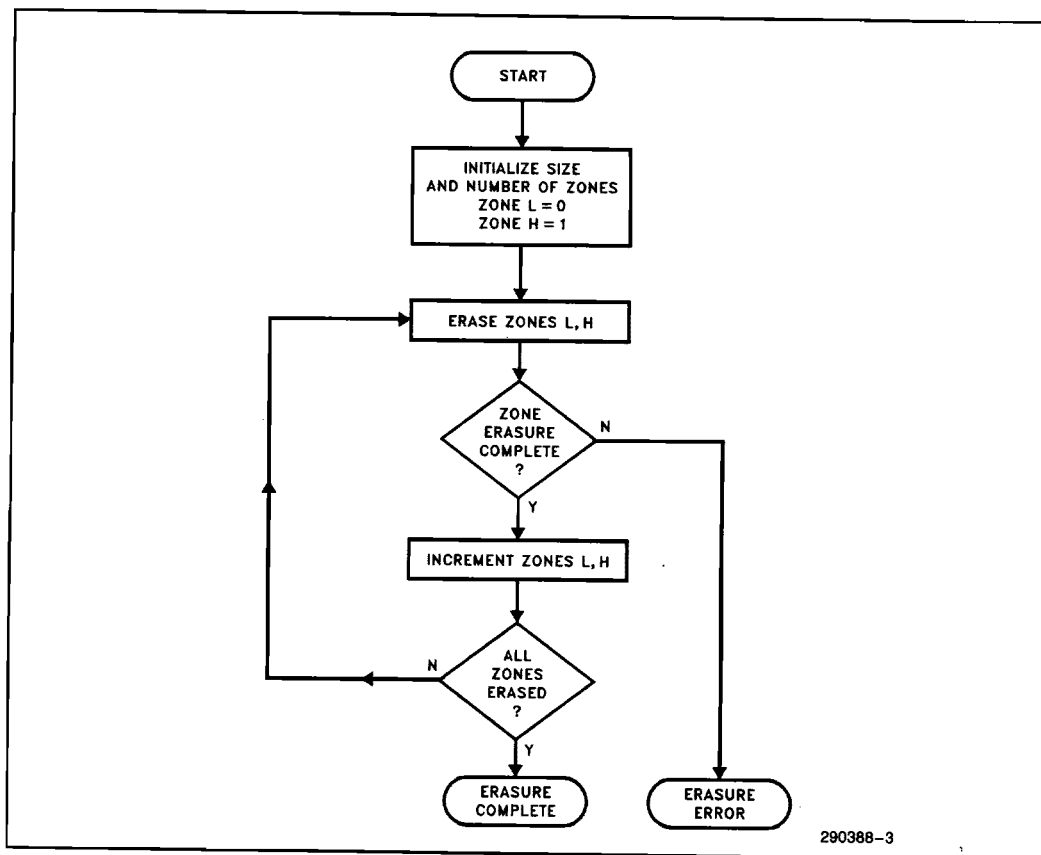 START
INITIALIZE SIZE
AND NUMBER OF ZONES
ZONE L = 0
ZONE H = 1
ERASE ZONES L, H
ZONE
ERASURE
COMPLETE
?
N
Y
INCREMENT ZONES L, H
ALL
ZONES
ERASED
?
N
Y
ERASURE
COMPLETE
ERASURE
ERROR
290388-3